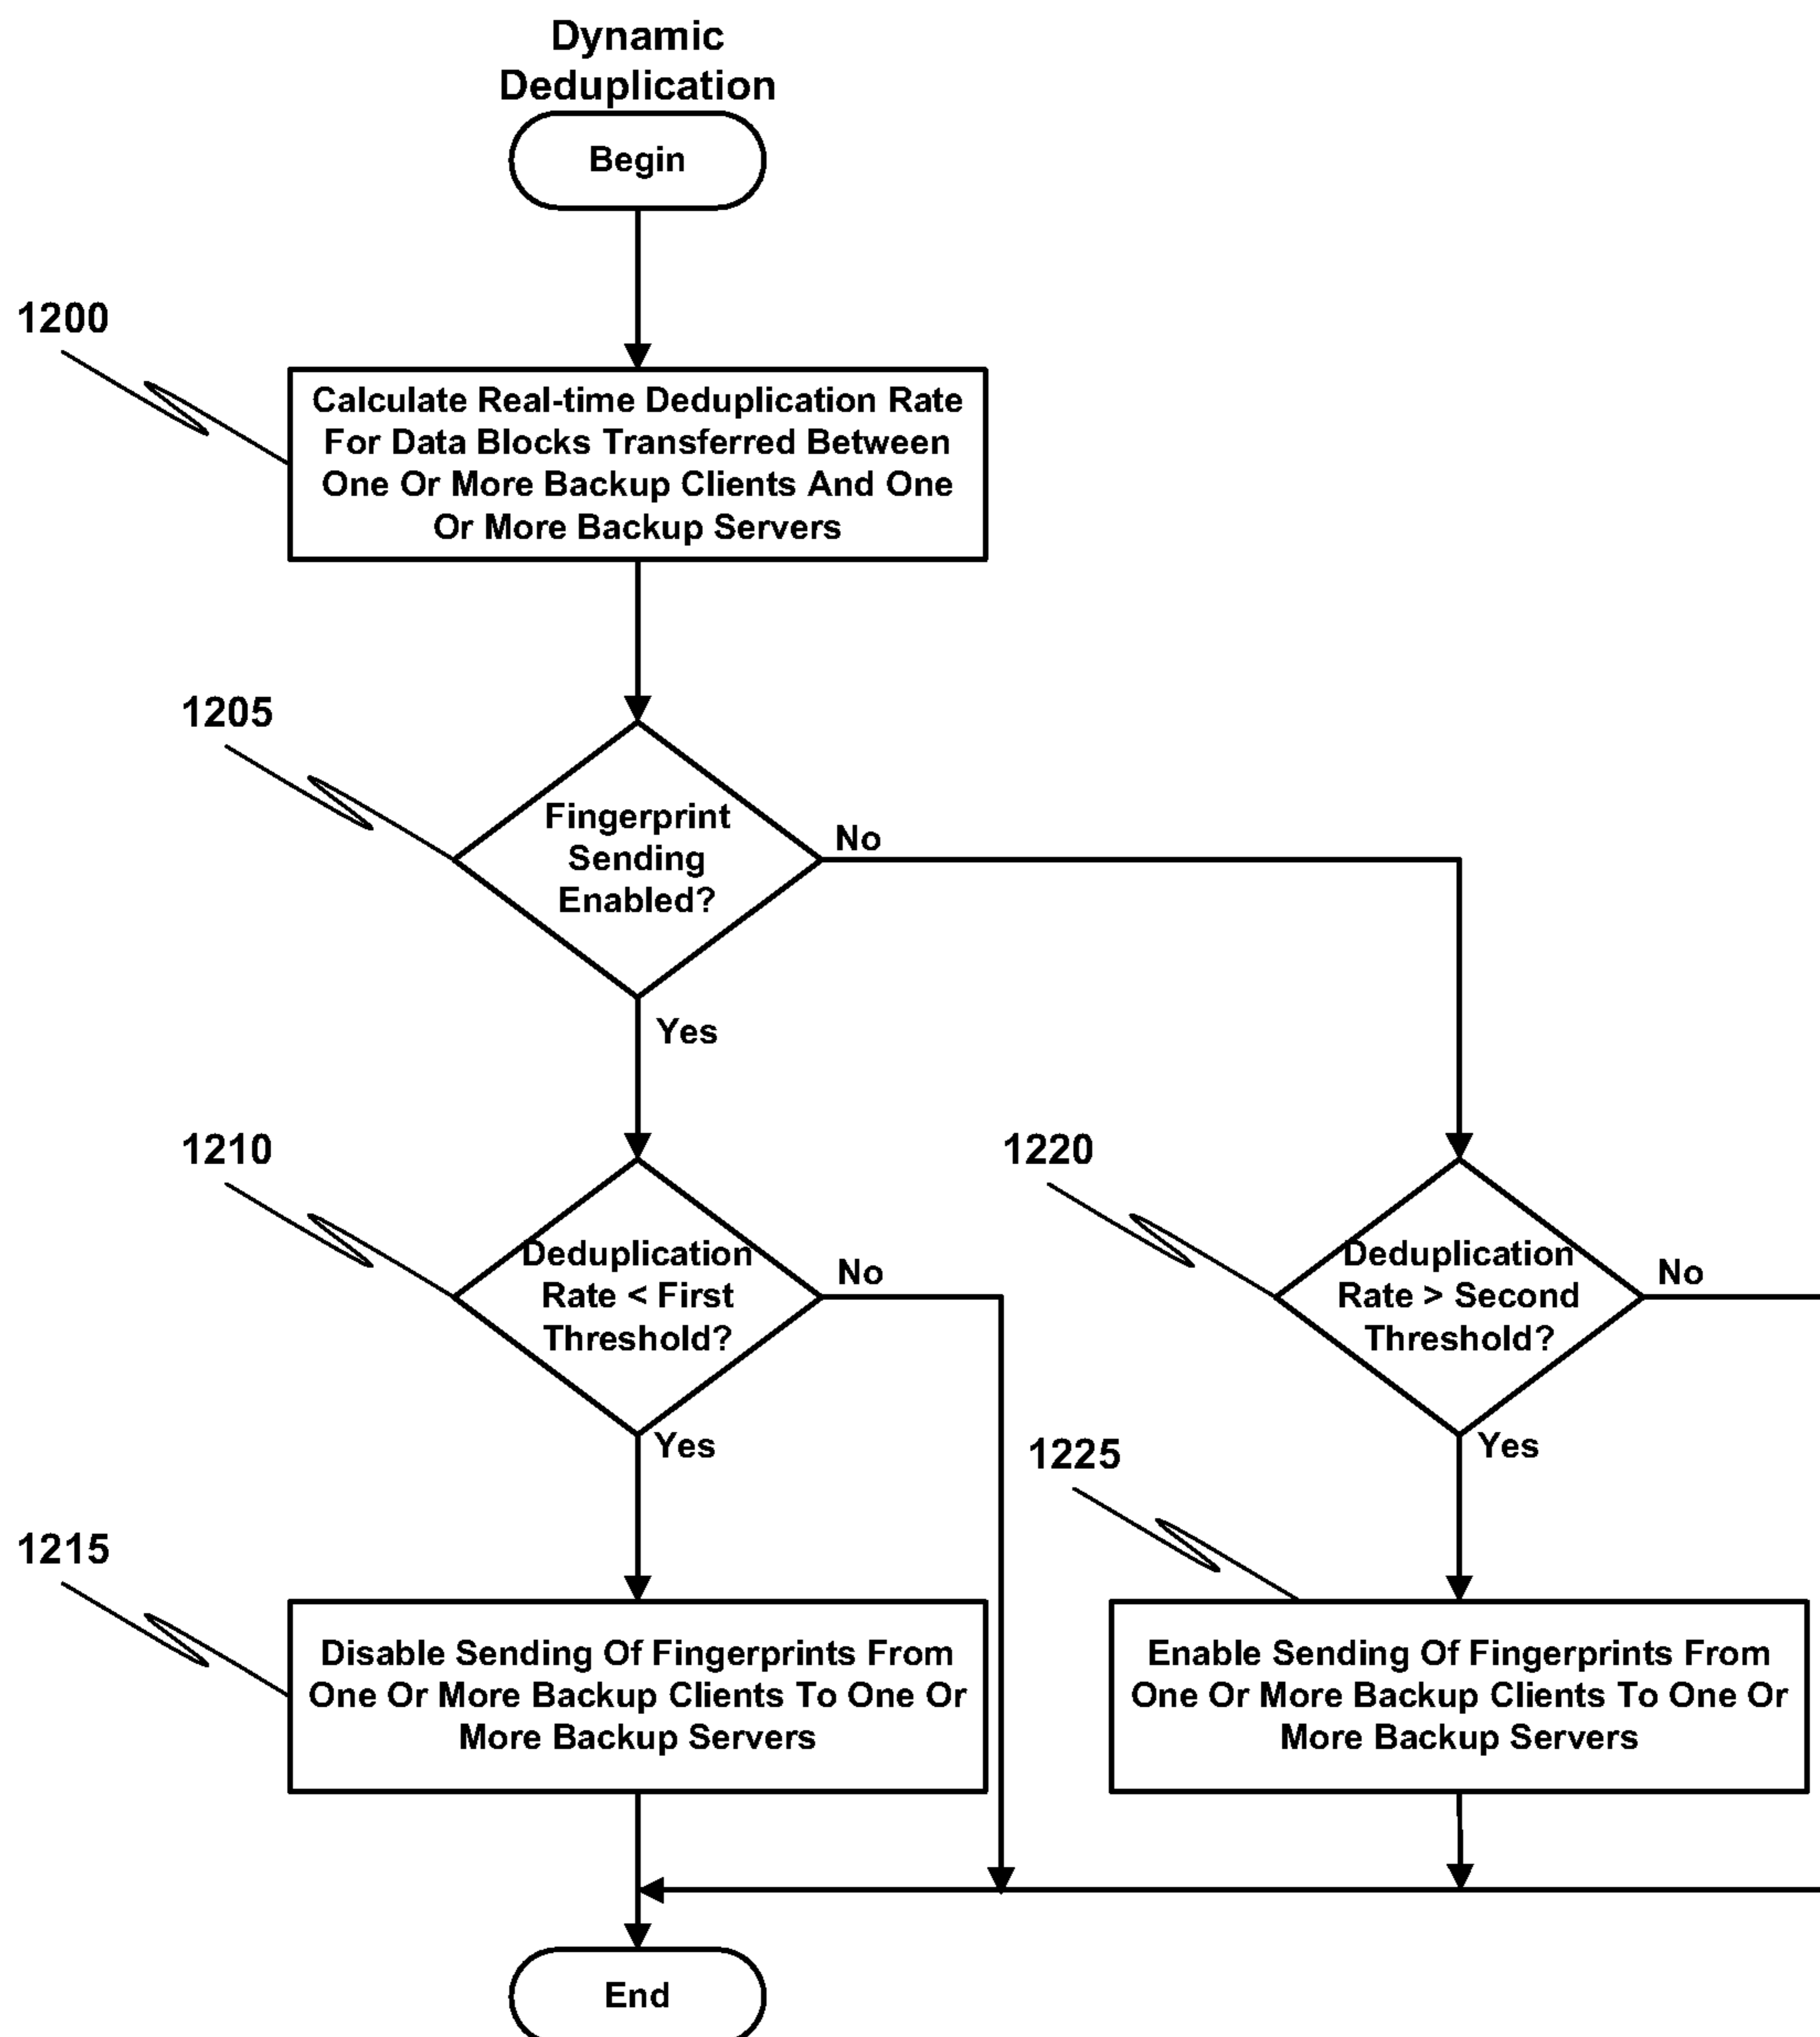 Dynamic
Deduplication
Begin
1200
Calculate Real-time Deduplication Rate
For Data Blocks Transferred Between
One Or More Backup Clients And One
Or More Backup Servers
1205
Fingerprint
Sending
Enabled?
No
Yes
1210
Deduplication
Rate < First
Threshold?
No
Yes
1220
Deduplication
Rate > Second
Threshold?
No
Yes
1215
Disable Sending Of Fingerprints From
One Or More Backup Clients To One Or
More Backup Servers
1225
Enable Sending Of Fingerprints From
One Or More Backup Clients To One Or
More Backup Servers
End